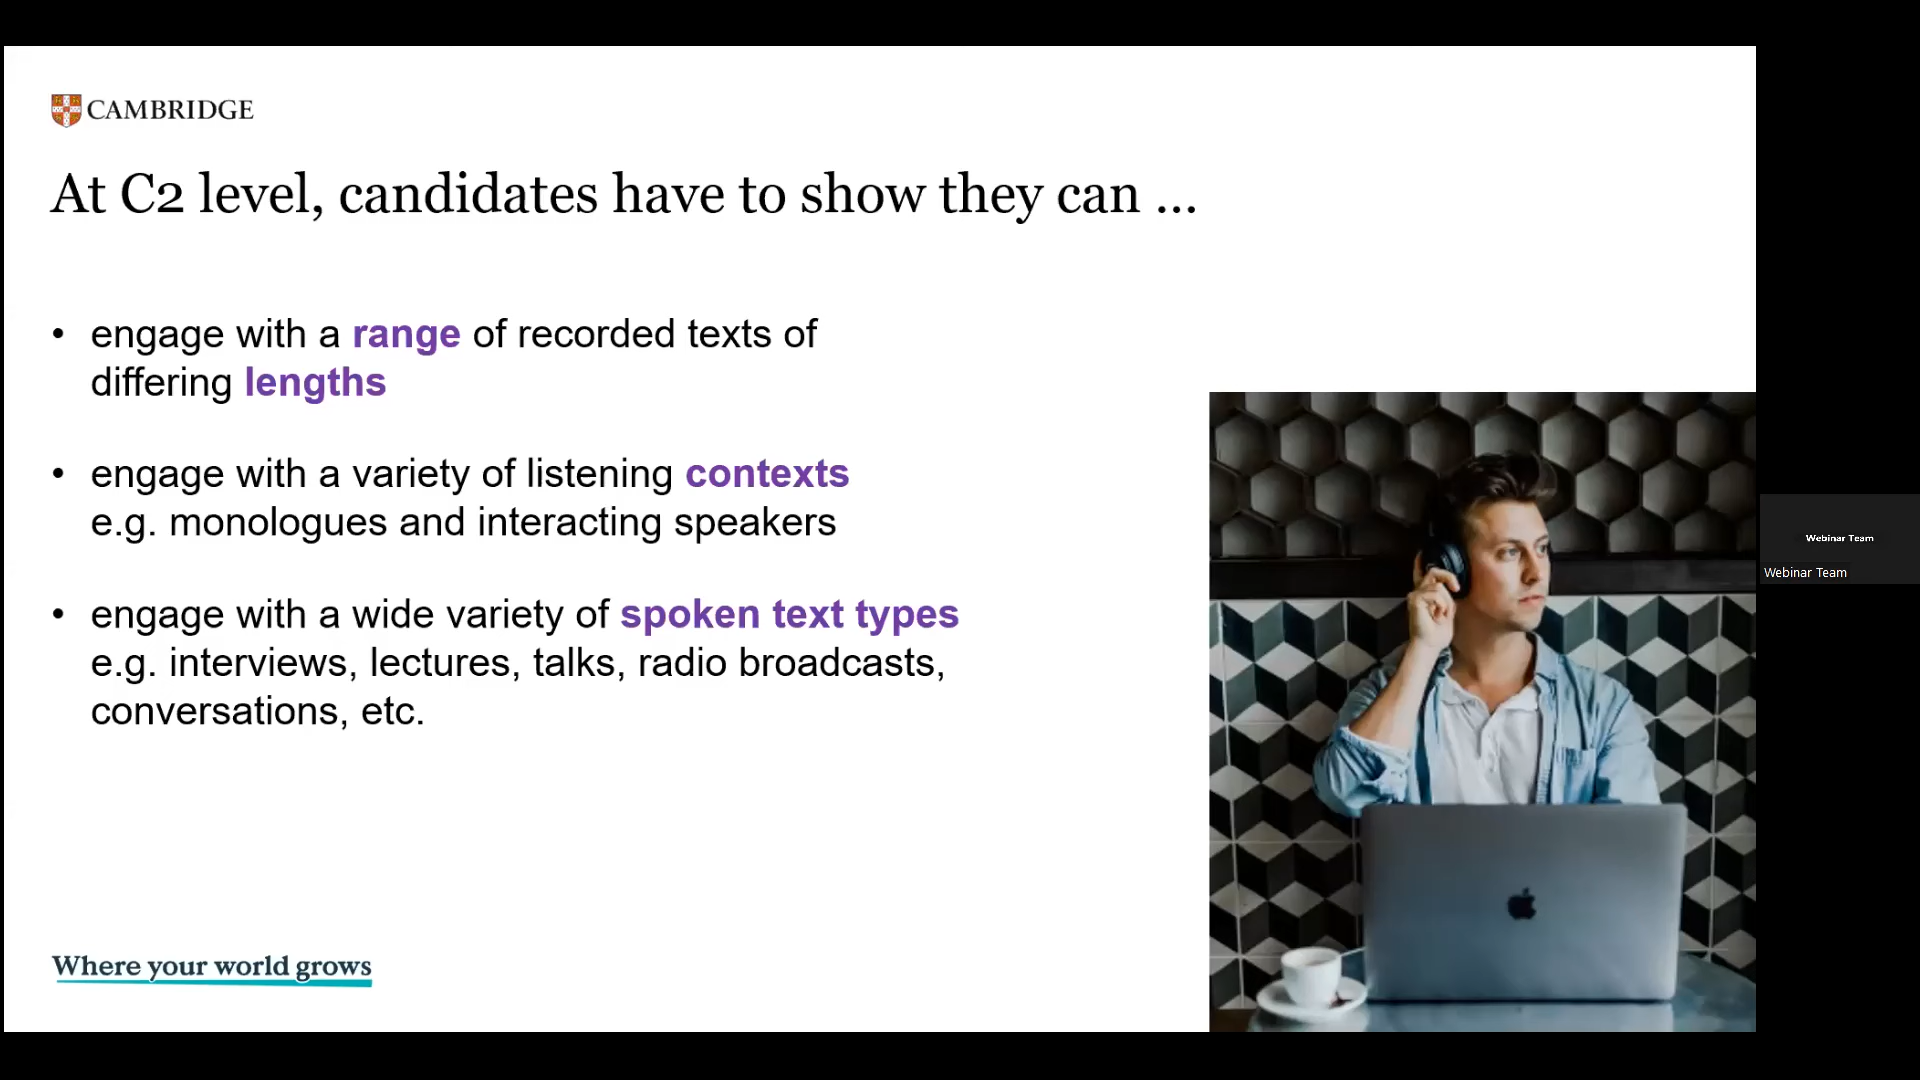 CAMBRIDGE
At C2 level, candidates have to show they can ...
• engage with a range of recorded texts of
differing lengths
• engage with a variety of listening contexts
e.g. monologues and interacting speakers
• engage with a wide variety of spoken text types
e.g. interviews, lectures, talks, radio broadcasts,
conversations, etc.
Where your world grows
Webinar Team
Webinar Team